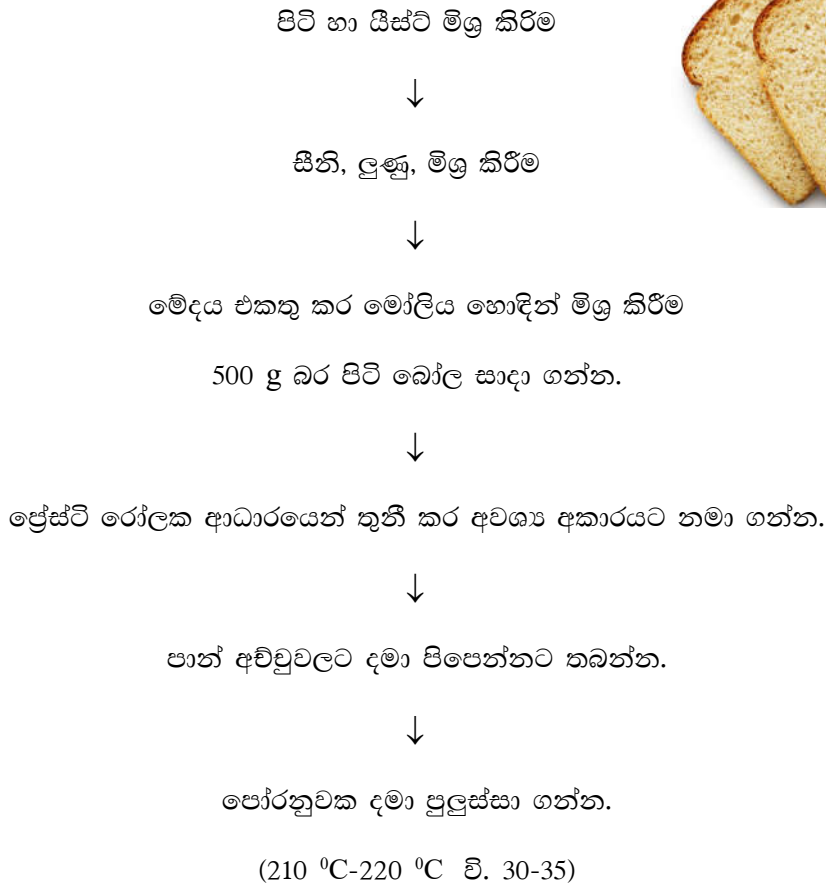 පිටි හා යීස්ට් මිශ්‍ර කිරිම
↓
සීනි, ලුණු, මිශ්‍ර කිරීම
↓
මේදය එකතු කර මෝලිය හොඳින් මිශ්‍ර කිරීම
500 g බර පිටි බෝල සාදා ගන්න.
↓
ප්‍රේස්ට්‍රි රෝලක ආධාරයෙන් තුනී කර අවශ්‍ය අකාරයට නමා ගන්න.
↓
පාන් අච්චුවලට දමා පිපෙන්නට තබන්න.
↓
පෝරනුවක දමා පුලුස්සා ගන්න.
(210 ⁰C-220 ⁰C වි. 30-35)